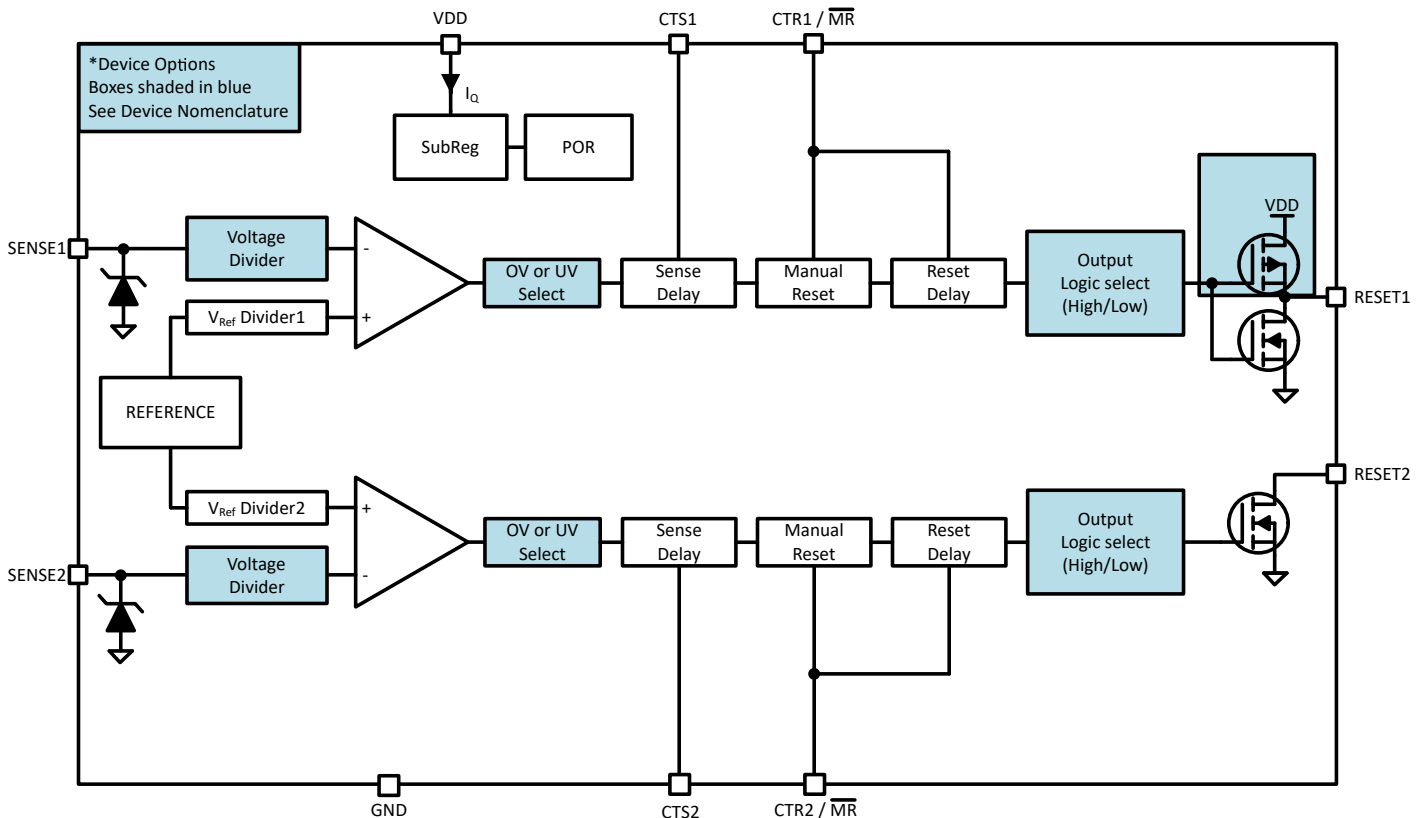 VDD
CTS1
CTR1 / MR
*Device Options
Boxes shaded in blue
See Device Nomenclature
IQ
SubReg
POR
VDD
SENSE1
Voltage
Divider
-
OV or UV
Select
Sense
Delay
Manual
Reset
Reset
Delay
Output
Logic select
(High/Low)
RESET1
VRef Divider1
+
REFERENCE
VRef Divider2
+
RESET2
OV or UV
Select
Sense
Delay
Manual
Reset
Reset
Delay
Output
Logic select
(High/Low)
SENSE2
Voltage
Divider
-
GND
CTS2
CTR2 / MR